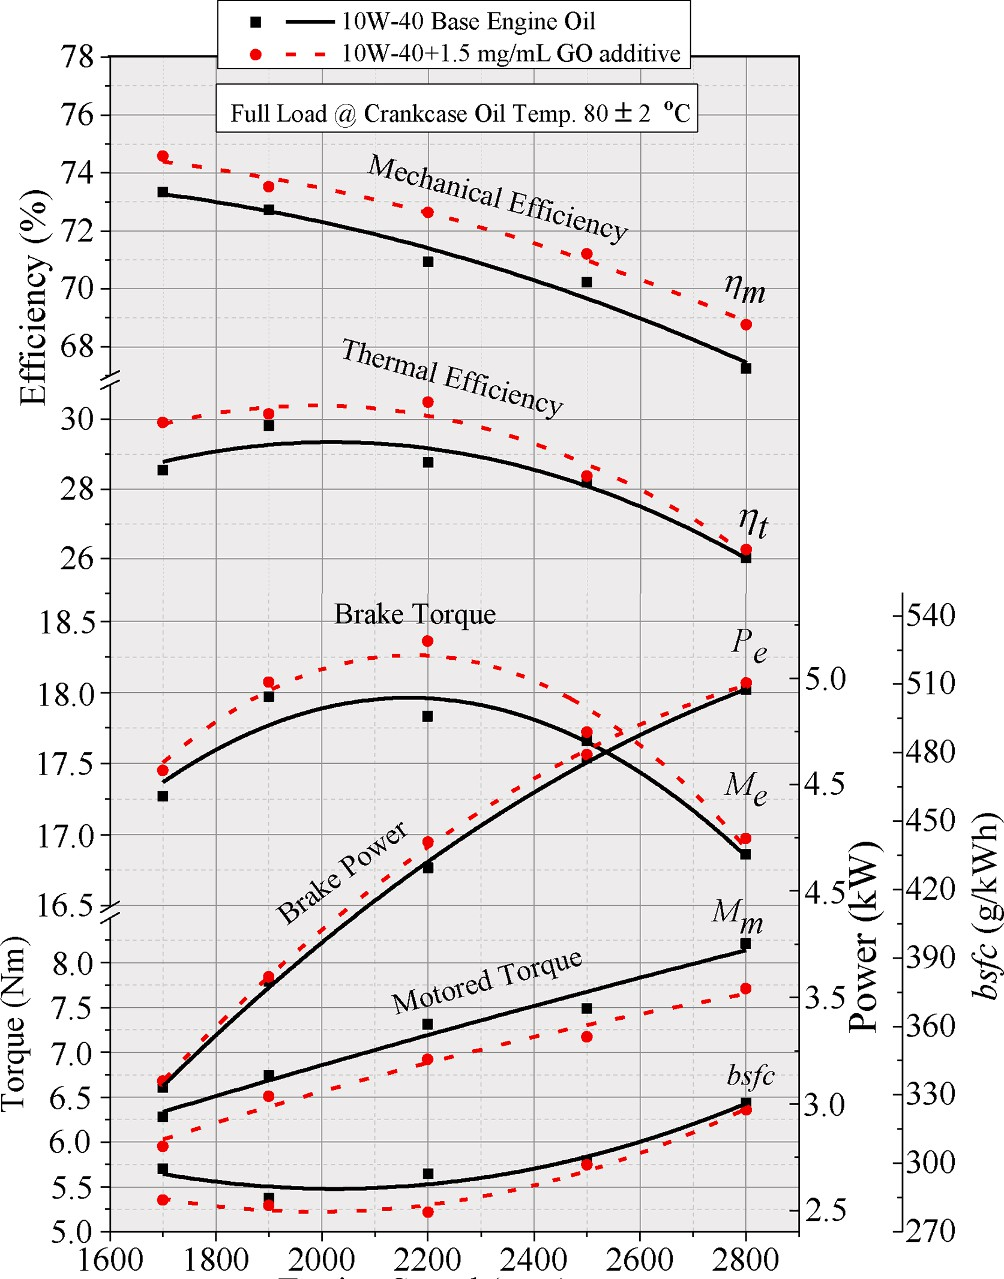 10W-40 Base Engine Oil
10W-40+1.5 mg/mL GO additive
Full Load @ Crankcase Oil Temp. 80 ± 2 °C
78
76
74
72
70
68
30
28
26
18.5
18.0
17.5
17.0
16.5
8.0
7.5
7.0
6.5
6.0
5.5
5.0
Efficiency (%)
Torque (Nm)
Mechanical Efficiency
ηm
Thermal Efficiency
ηt
Brake Torque
Pe
Me
Brake Power
Mm
Motored Torque
bsfc
5.0
4.5
4.5
3.5
3.0
2.5
Power (kW)
540
510
480
450
420
390
360
330
300
270
bsfc (g/kWh)
1600 1800 2000 2200 2400 2600 2800